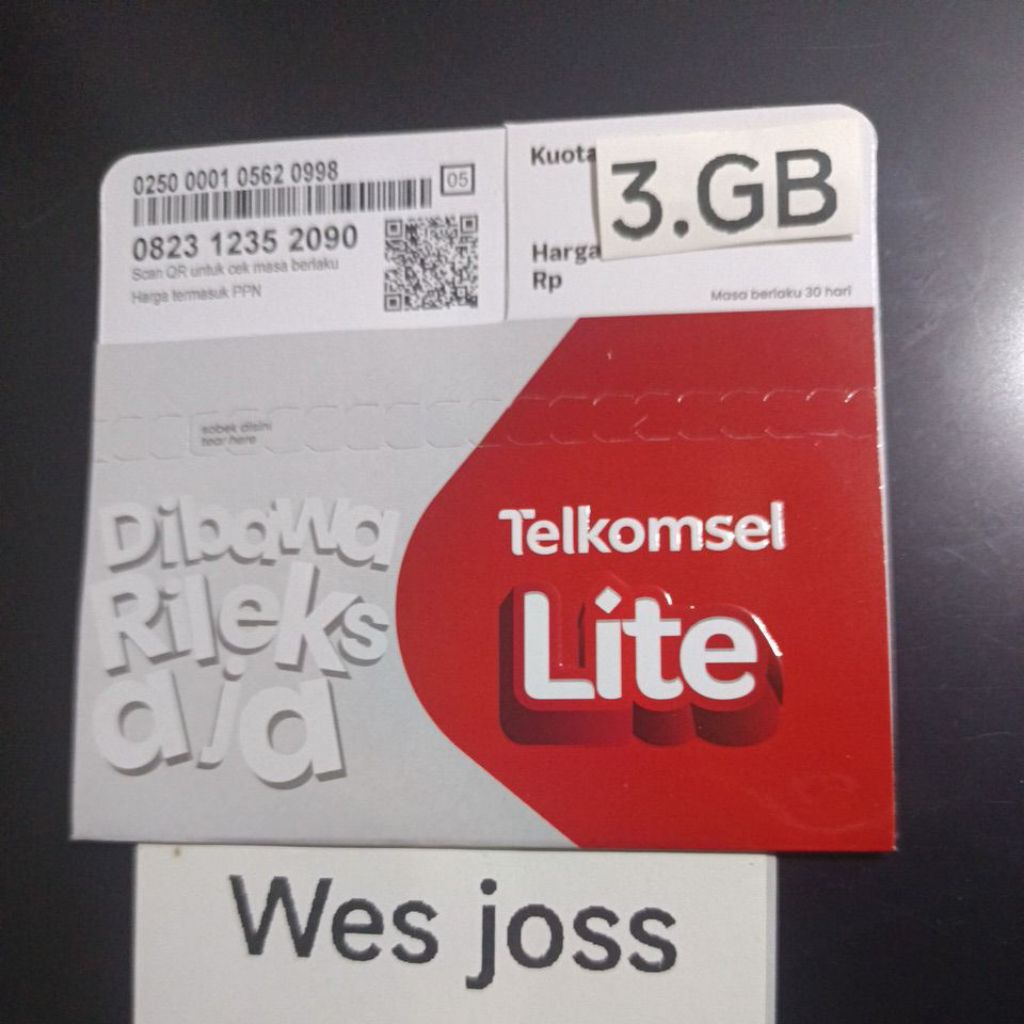 0250 0001 0562 0998
05
0823 1235 2090
Scan QR untuk cek masa berlaku
Harga termasuk PPN
Kuota
3.GB
Harga
Rp
Masa berlaku 30 hari
sobek disini
tear here
Dibawa
Rileks
aja
Telkomsel
Lite
Wes joss